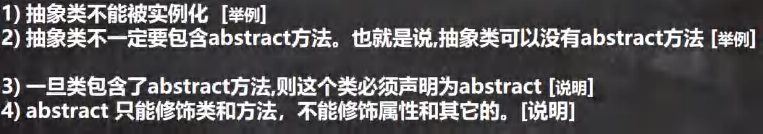 1) 抽象类不能被实例化 [举例]
2) 抽象类不一定要包含abstract方法。也就是说,抽象类可以没有abstract方法 [举例]
3) 一旦类包含了abstract方法,则这个类必须声明为abstract [说明]
4) abstract 只能修饰类和方法，不能修饰属性和其它的。[说明]